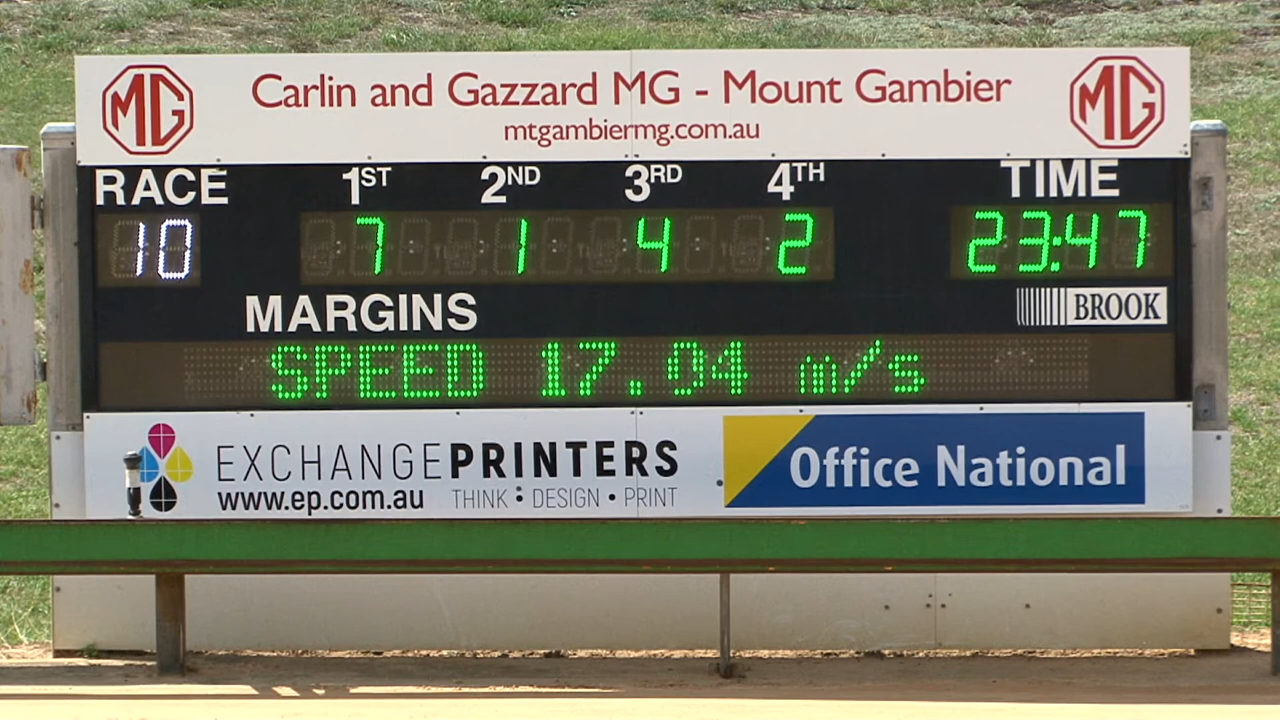 MG Carlin and Gazzard MG - Mount Gambier MG
mtgambiermg.com.au
RACE 1ST 2ND 3RD 4TH TIME
10 7 1 4 2 23:47
MARGINS BROOK
SPEED 17.04 m/s
EXCHANGEPRINTERS Office National
www.ep.com.au THINK • DESIGN • PRINT